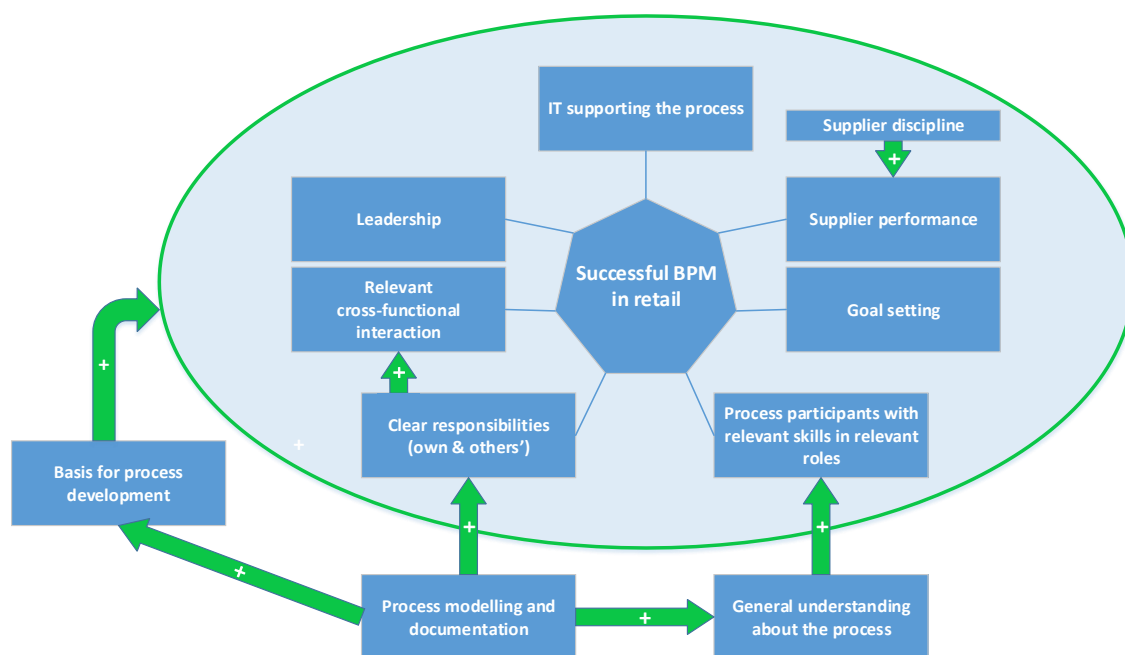 IT supporting the process
Supplier discipline
+
Leadership
Supplier performance
Successful BPM
in retail
Relevant
cross-functional
interaction
Goal setting
+
+
Clear responsibilities
(own & others’)
Process participants with
relevant skills in relevant
roles
+
Basis for process
development
+
+
+
Process modelling and
documentation
+
General understanding
about the process